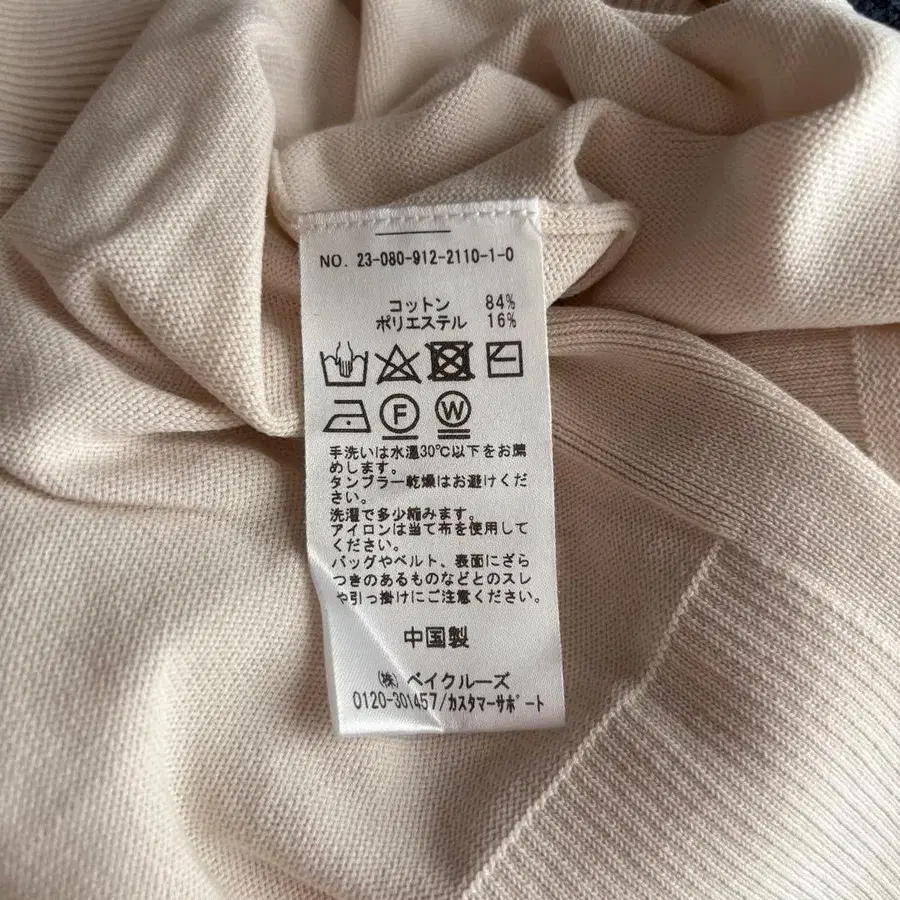 NO. 23-080-912-2110-1-0
コットン 84%
ポリエステル 16%
F
W
手洗いは水温30℃以下をお薦
めします。
タンブラー乾燥はお避けくだ
さい。
洗濯で多少縮みます。
アイロンは当て布を使用して
ください。
バッグやベルト、表面にざら
つきのあるものなどとのスレ
や引っ掛けにご注意ください。
中国製
㈱ベイクルーズ
0120-301457/カスタマーサポート